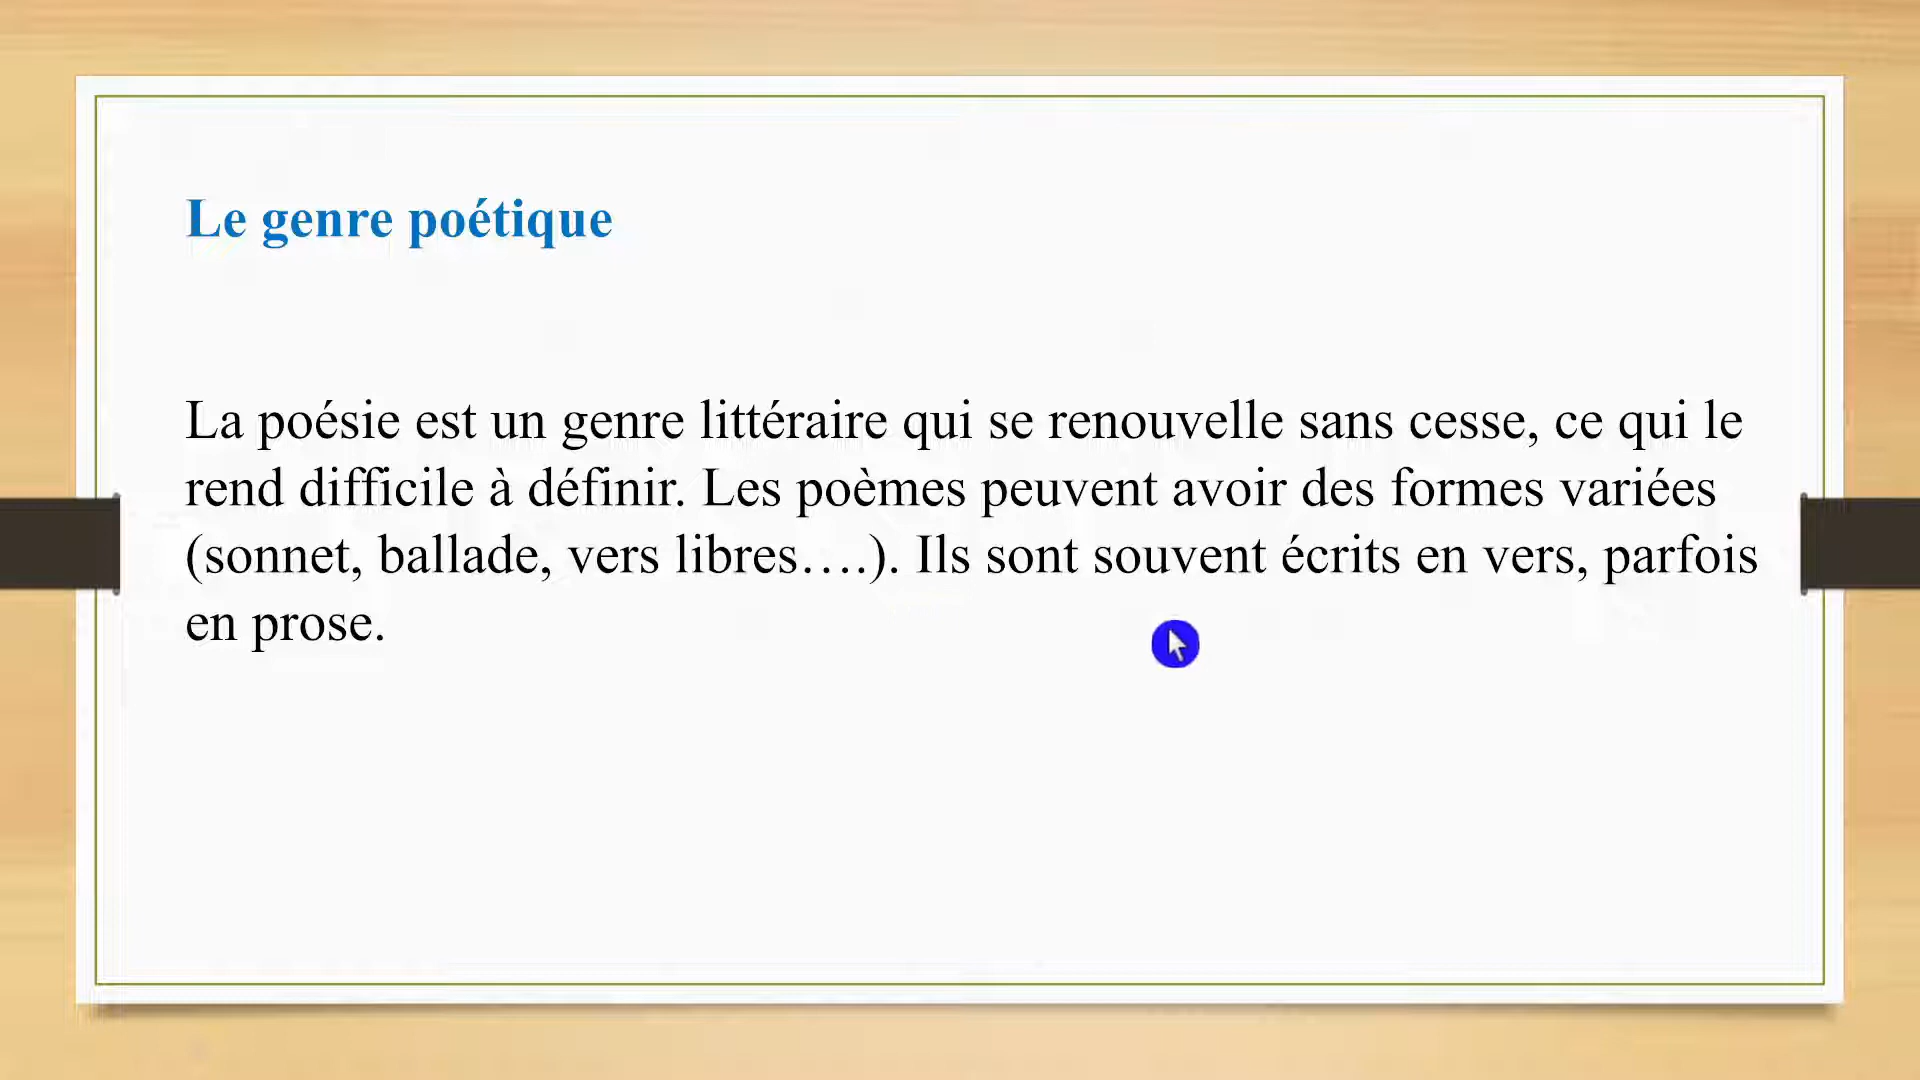 Le genre poétique
La poésie est un genre littéraire qui se renouvelle sans cesse, ce qui le
rend difficile à définir. Les poèmes peuvent avoir des formes variées
(sonnet, ballade, vers libres….). Ils sont souvent écrits en vers, parfois
en prose.